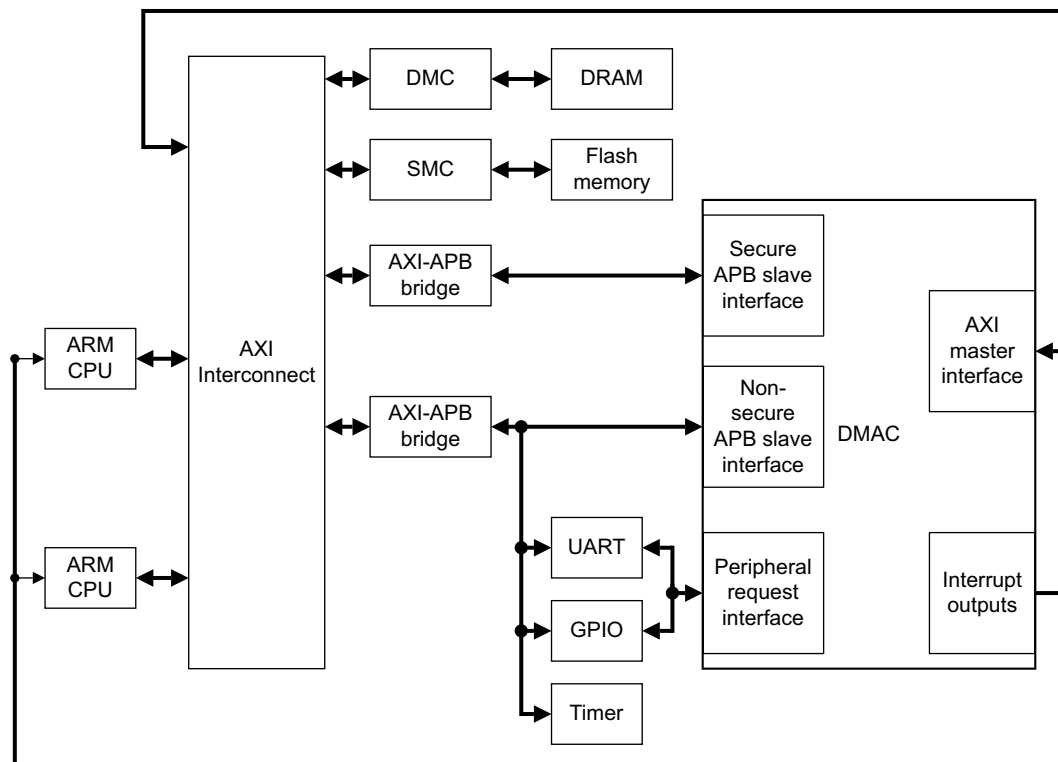 DMC
DRAM
SMC
Flash
memory
AXI-APB
bridge
Secure
APB slave
interface
AXI
master
interface
ARM
CPU
AXI
Interconnect
AXI-APB
bridge
Non-
secure
APB slave
interface
DMAC
ARM
CPU
UART
GPIO
Timer
Peripheral
request
interface
Interrupt
outputs